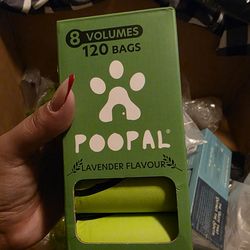 8 VOLUMES
120 BAGS
POOPAL®
LAVENDER FLAVOUR